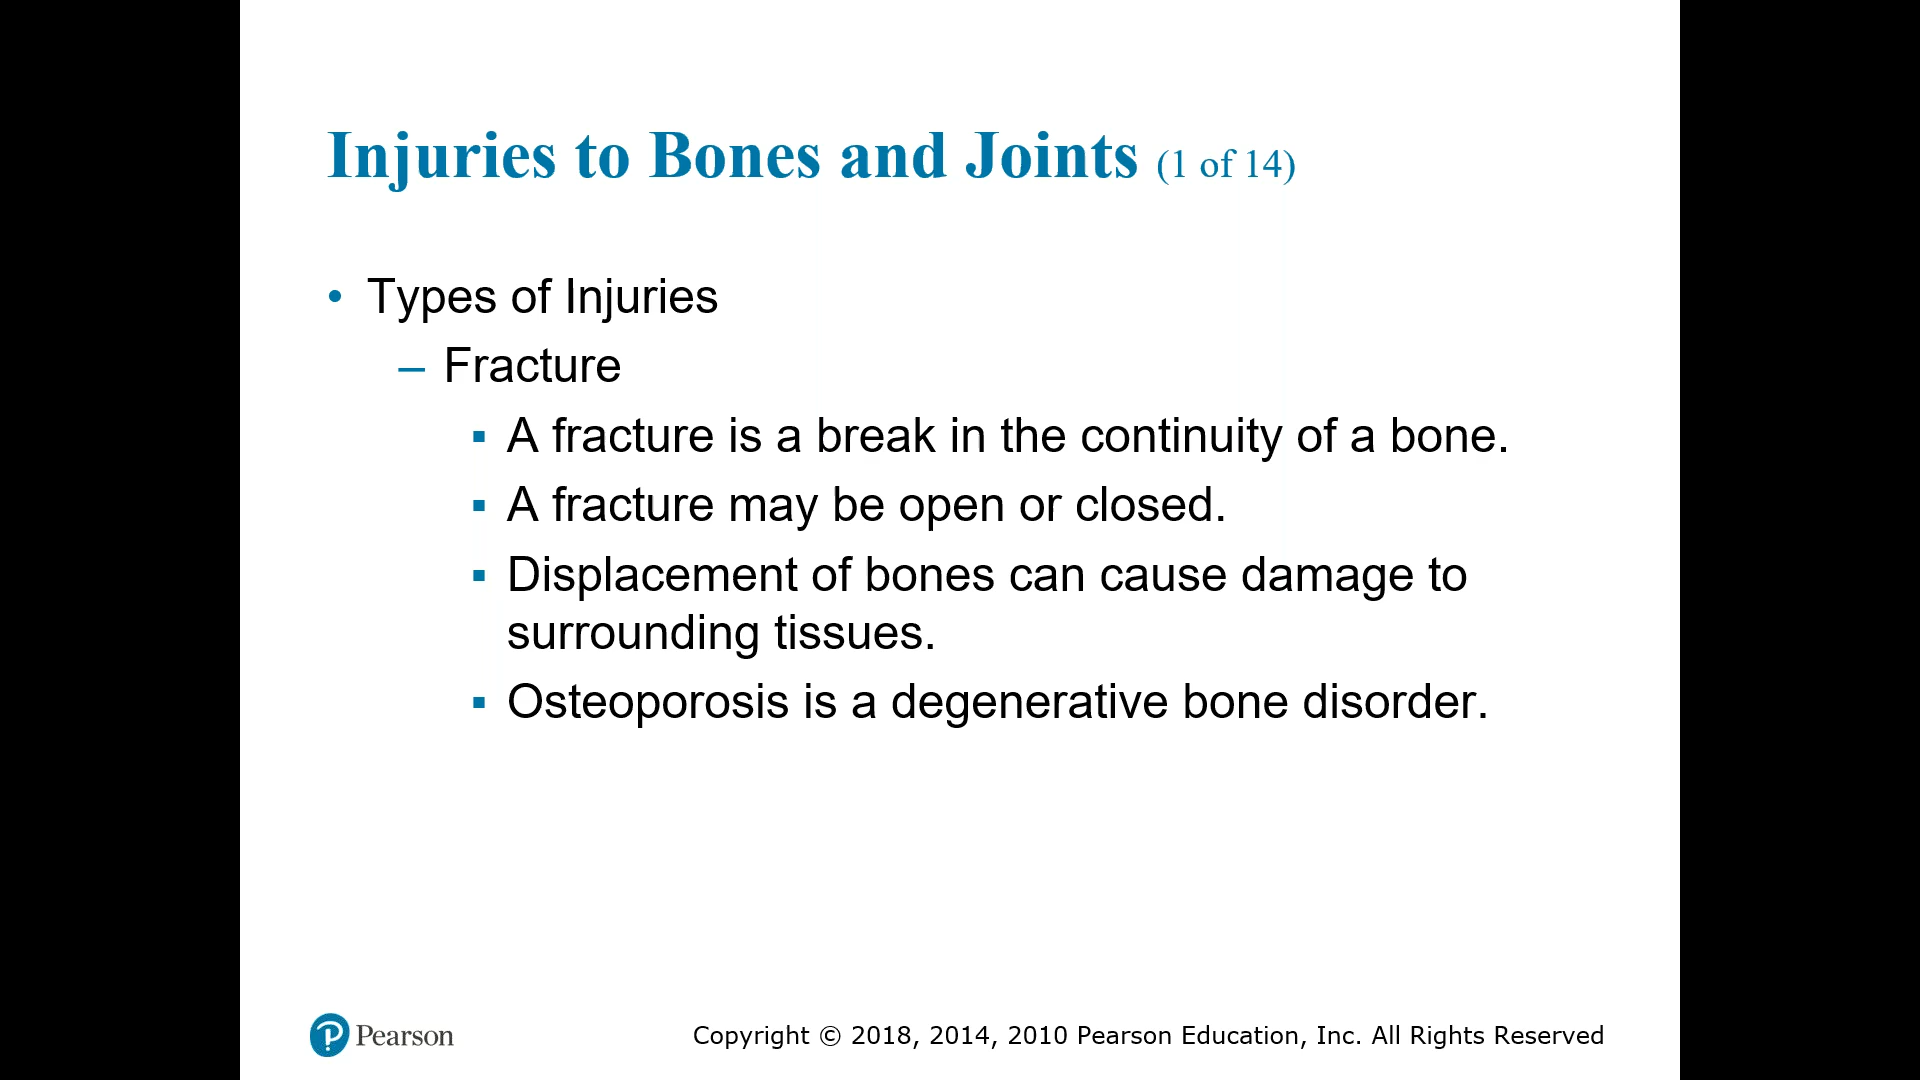 Injuries to Bones and Joints (1 of 14)
• Types of Injuries
– Fracture
▪ A fracture is a break in the continuity of a bone.
▪ A fracture may be open or closed.
▪ Displacement of bones can cause damage to
surrounding tissues.
▪ Osteoporosis is a degenerative bone disorder.
Pearson
Copyright © 2018, 2014, 2010 Pearson Education, Inc. All Rights Reserved